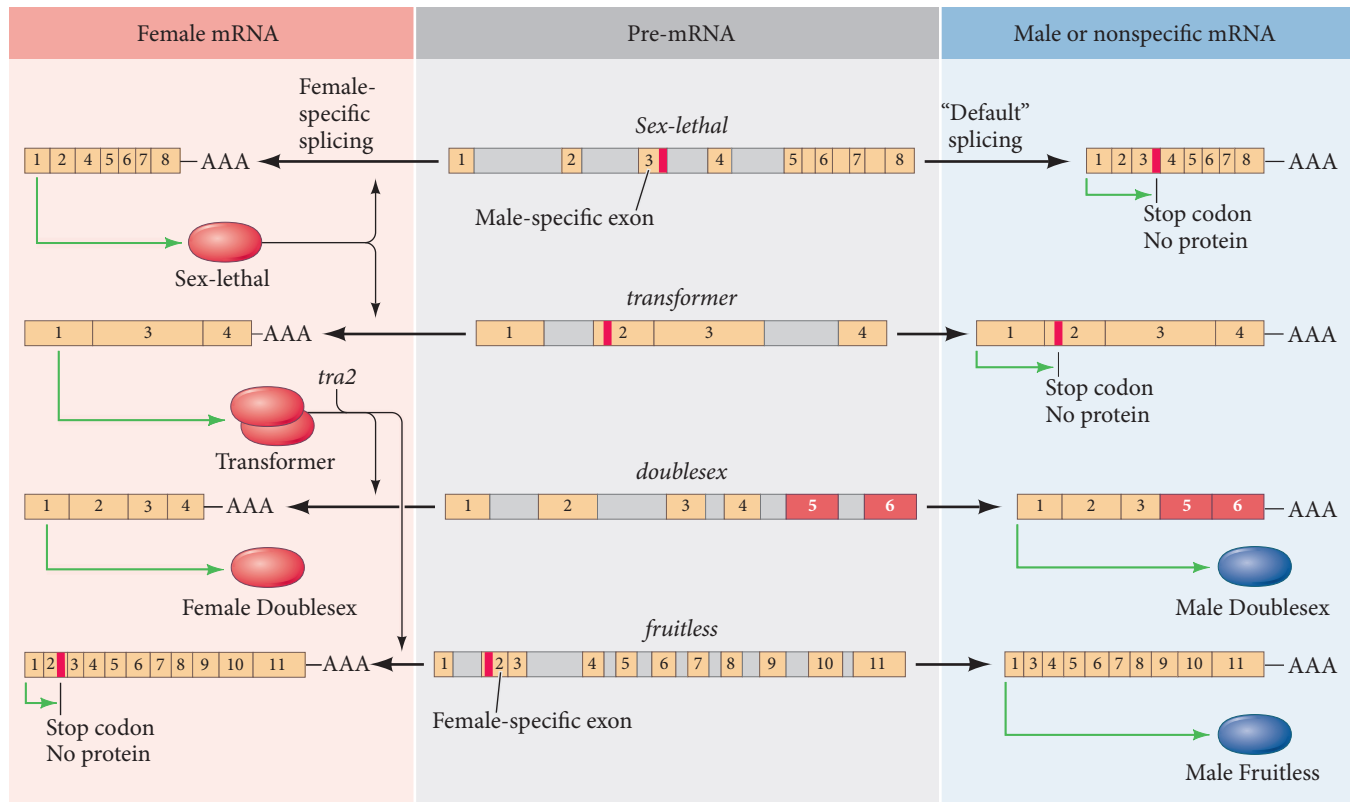 Female mRNA
Pre-mRNA
Male or nonspecific mRNA
Female-
specific
splicing
Sex-lethal
"Default"
splicing
1 2 4 5 6 7 8 AAA
1 2 3 4 5 6 7 8
1 2 3 4 5 6 7 8 AAA
Male-specific exon
Stop codon
No protein
Sex-lethal
transformer
1 3 4 AAA
1 2 3 4
1 2 3 4 AAA
Stop codon
No protein
tra2
Transformer
doublesex
1 2 3 4 AAA
1 2 3 4 5 6
1 2 3 5 6 AAA
Female Doublesex
Male Doublesex
fruitless
1 2 3 4 5 6 7 8 9 10 11 AAA
1 2 3 4 5 6 7 8 9 10 11
1 3 4 5 6 7 8 9 10 11 AAA
Stop codon
No protein
Female-specific exon
Male Fruitless